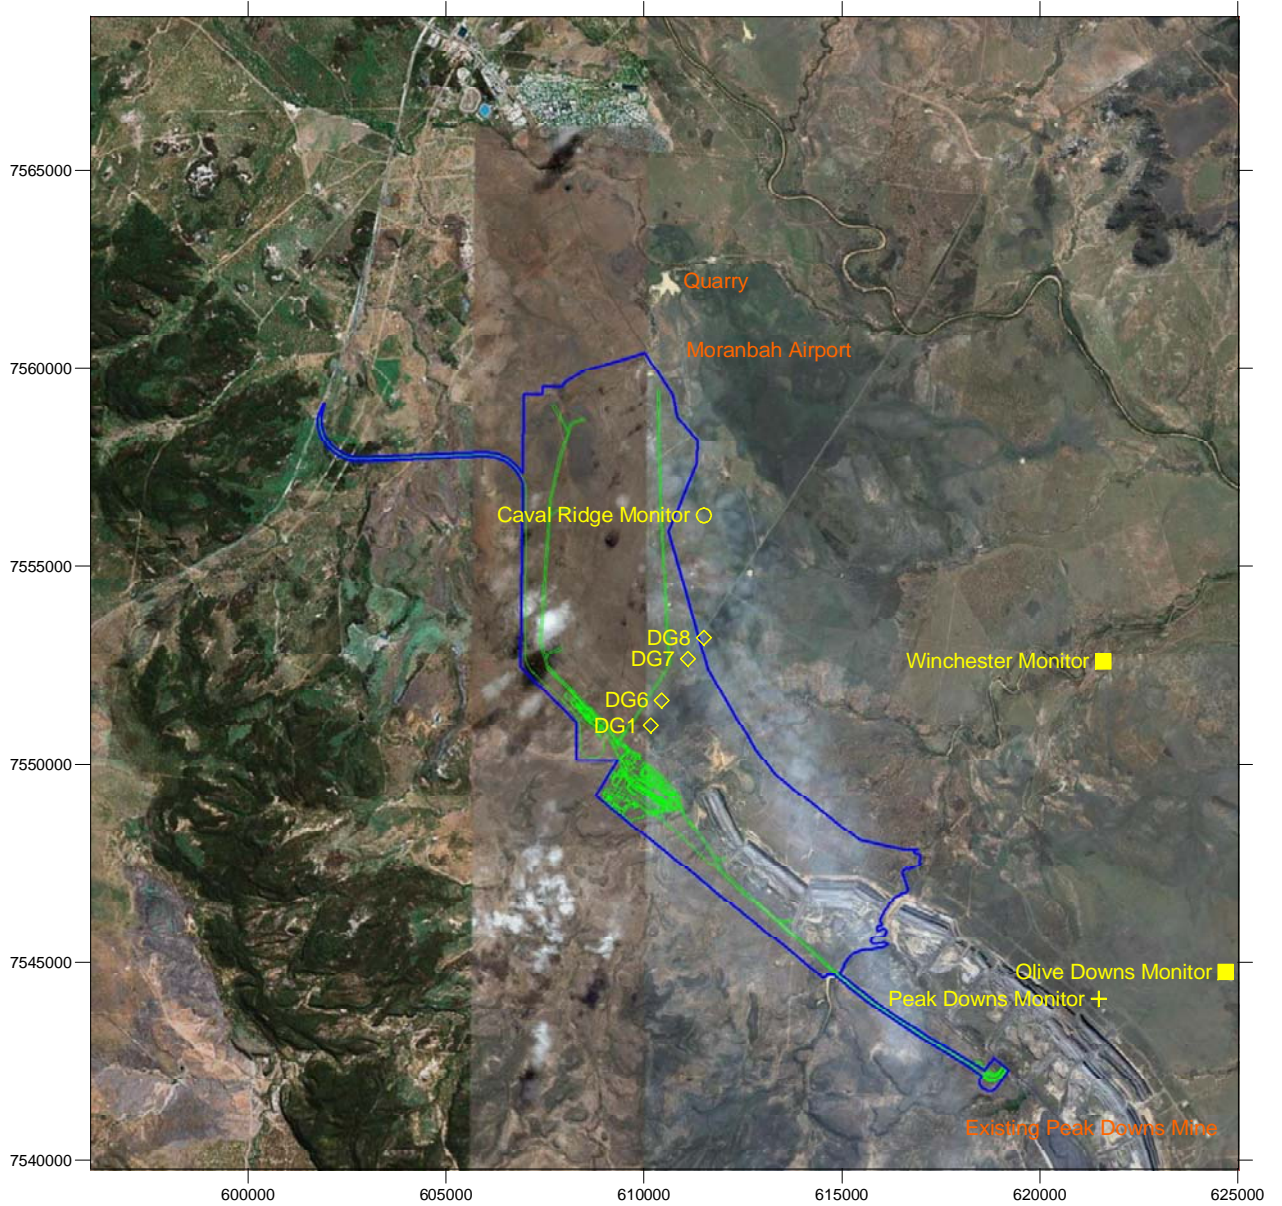 7565000
Quarry
Moranbah Airport
7560000
Caval Ridge Monitor
7555000
DG8
DG7
Winchester Monitor
DG6
DG1
7550000
7545000
Olive Downs Monitor
Peak Downs Monitor
Existing Peak Downs Mine
7540000
600000
605000
610000
615000
620000
625000